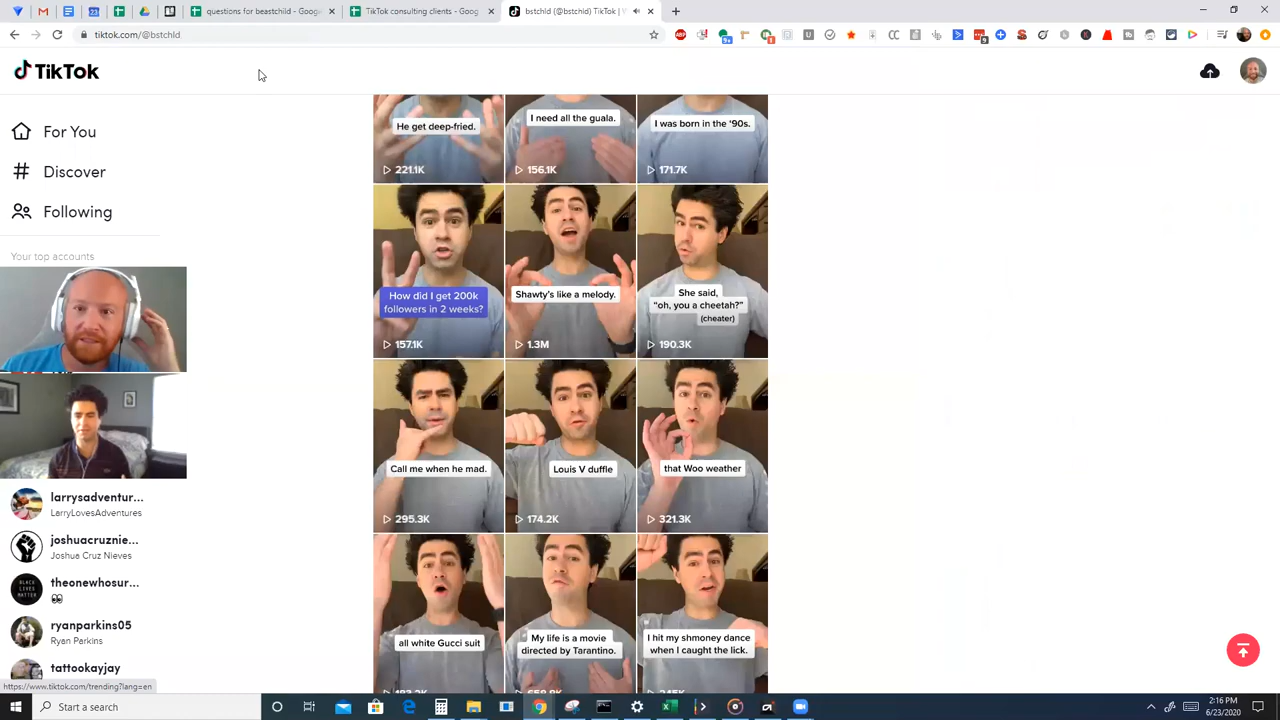 questions for beastchild - Goog
TikTok consulting clients - Goog
bstchld (@bstchld) TikTok |
tiktok.com/@bstchld
TikTok
For You
Discover
Following
Your top accounts
larrysadventur...
LarryLovesAdventures
joshuacruznie...
Joshua Cruz Nieves
BLACK LIVES MATTER
theonewhosur...
ryanparkins05
Ryan Parkins
tattookayjay
https://www.tiktok.com/trending?lang=en
He get deep-fried.
221.1K
I need all the guala.
156.1K
I was born in the '90s.
171.7K
How did I get 200k
followers in 2 weeks?
157.1K
Shawty's like a melody.
1.3M
She said,
"oh, you a cheetah?"
(cheater)
190.3K
Call me when he mad.
295.3K
Louis V duffle
174.2K
that Woo weather
321.3K
all white Gucci suit
My life is a movie
directed by Tarantino.
I hit my shmoney dance
when I caught the lick.
Start a search
2:16 PM
6/23/2020